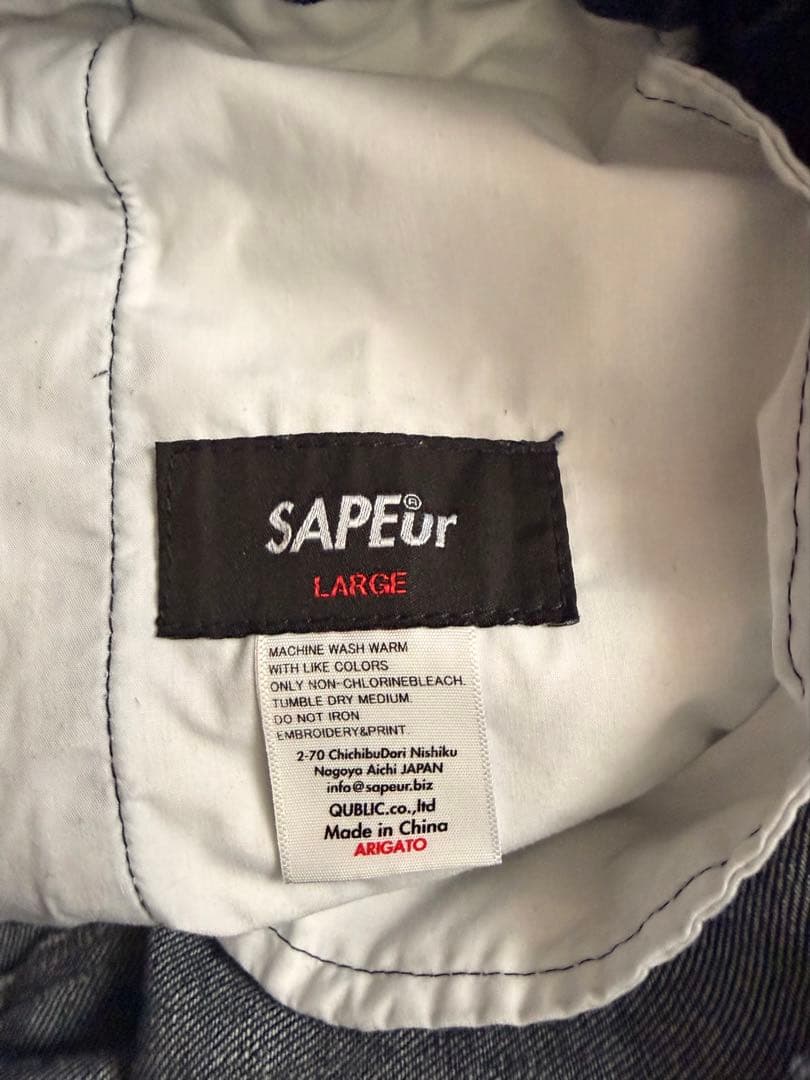 SAPEur®
LARGE
MACHINE WASH WARM
WITH LIKE COLORS
ONLY NON-CHLORINEBLEACH.
TUMBLE DRY MEDIUM.
DO NOT IRON
EMBROIDERY&PRINT.
2-70 ChichibuDori Nishiku
Nagoya Aichi JAPAN
info@sapeur.biz
QUBLIC.co.,ltd
Made in China
ARIGATO